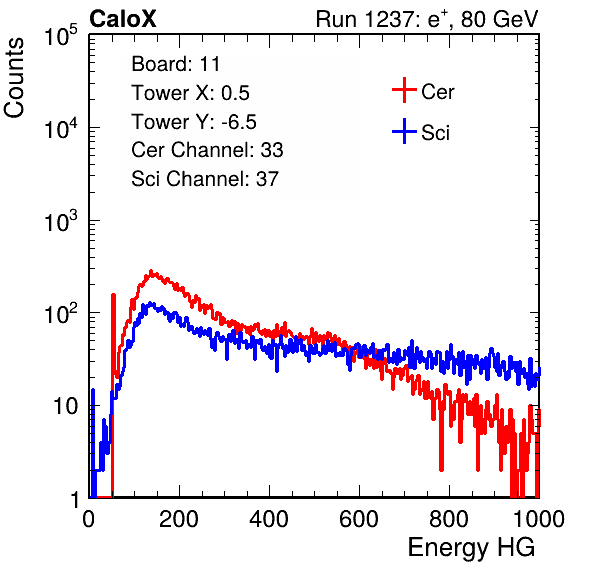 CaloX Run 1237: e⁺, 80 GeV
Counts
10⁵
10⁴
10³
10²
10
1
Board: 11
Tower X: 0.5
Tower Y: -6.5
Cer Channel: 33
Sci Channel: 37
Cer
Sci
0 200 400 600 800 1000
Energy HG